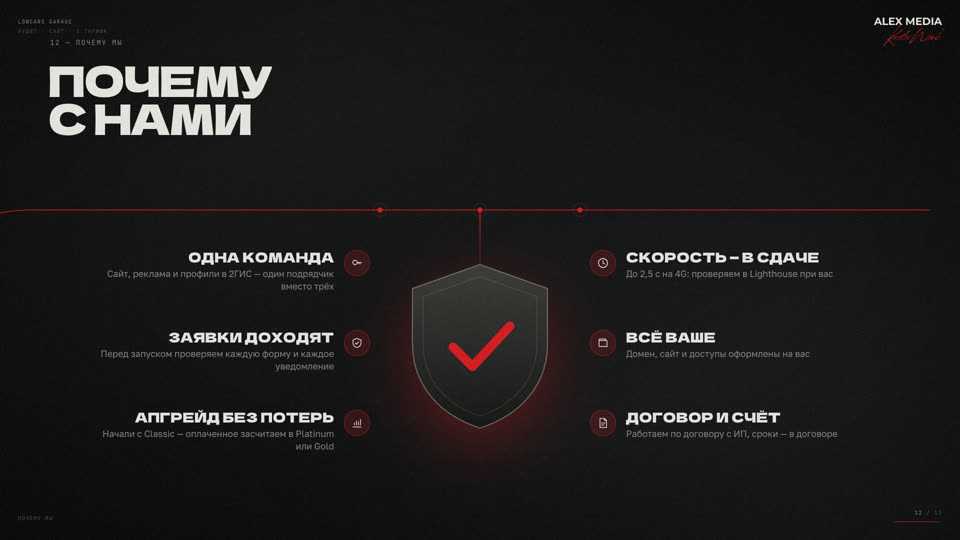 LOWCARS GARAGE
АУДИТ · САЙТ · 3 ТАРИФА
12 — ПОЧЕМУ МЫ
ALEX MEDIA
ПОЧЕМУ
С НАМИ
ОДНА КОМАНДА
Сайт, реклама и профили в 2ГИС — один подрядчик
вместо трёх
ЗАЯВКИ ДОХОДЯТ
Перед запуском проверяем каждую форму и каждое
уведомление
АПГРЕЙД БЕЗ ПОТЕРЬ
Начали с Classic — оплаченное засчитаем в Platinum
или Gold
СКОРОСТЬ – В СДАЧЕ
До 2,5 с на 4G: проверяем в Lighthouse при вас
ВСЁ ВАШЕ
Домен, сайт и доступы оформлены на вас
ДОГОВОР И СЧЁТ
Работаем по договору с ИП, сроки — в договоре
ПОЧЕМУ МЫ
12 / 17